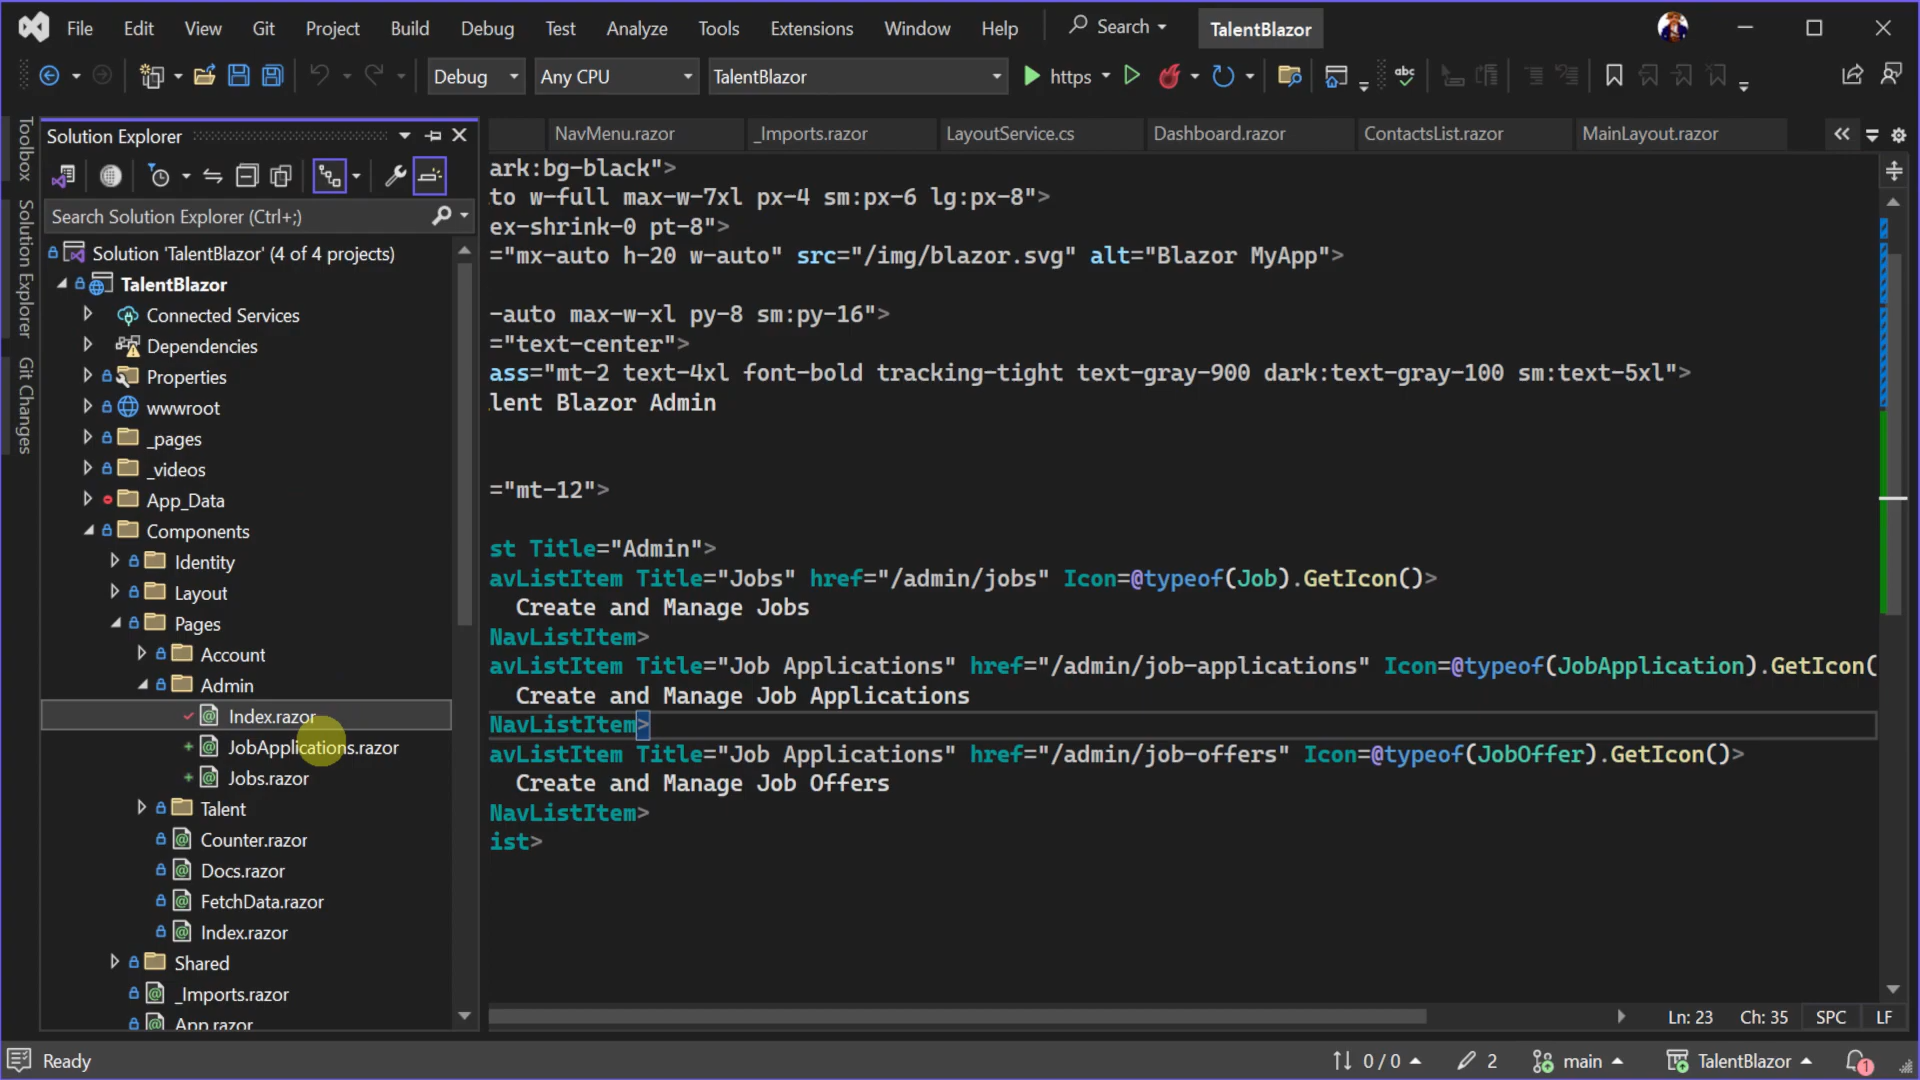 File Edit View Git Project Build Debug Test Analyze Tools Extensions Window Help Search TalentBlazor
Debug Any CPU TalentBlazor https
Toolbox
Solution Explorer
Git Changes
Solution Explorer
Search Solution Explorer (Ctrl+;)
Solution 'TalentBlazor' (4 of 4 projects)
TalentBlazor
Connected Services
Dependencies
Properties
wwwroot
_pages
_videos
App_Data
Components
Identity
Layout
Pages
Account
Admin
Index.razor
JobApplications.razor
Jobs.razor
Talent
Counter.razor
Docs.razor
FetchData.razor
Index.razor
Shared
_Imports.razor
App.razor
NavMenu.razor _Imports.razor LayoutService.cs Dashboard.razor ContactsList.razor MainLayout.razor
ark:bg-black">
to w-full max-w-7xl px-4 sm:px-6 lg:px-8">
ex-shrink-0 pt-8">
="mx-auto h-20 w-auto" src="/img/blazor.svg" alt="Blazor MyApp">
-auto max-w-xl py-8 sm:py-16">
="text-center">
ass="mt-2 text-4xl font-bold tracking-tight text-gray-900 dark:text-gray-100 sm:text-5xl">
lent Blazor Admin
="mt-12">
st Title="Admin">
avListItem Title="Jobs" href="/admin/jobs" Icon=@typeof(Job).GetIcon()>
Create and Manage Jobs
NavListItem>
avListItem Title="Job Applications" href="/admin/job-applications" Icon=@typeof(JobApplication).GetIcon(
Create and Manage Job Applications
NavListItem>
avListItem Title="Job Applications" href="/admin/job-offers" Icon=@typeof(JobOffer).GetIcon()>
Create and Manage Job Offers
NavListItem>
ist>
Ln: 23 Ch: 35 SPC LF
Ready 0 / 0 2 main TalentBlazor 1